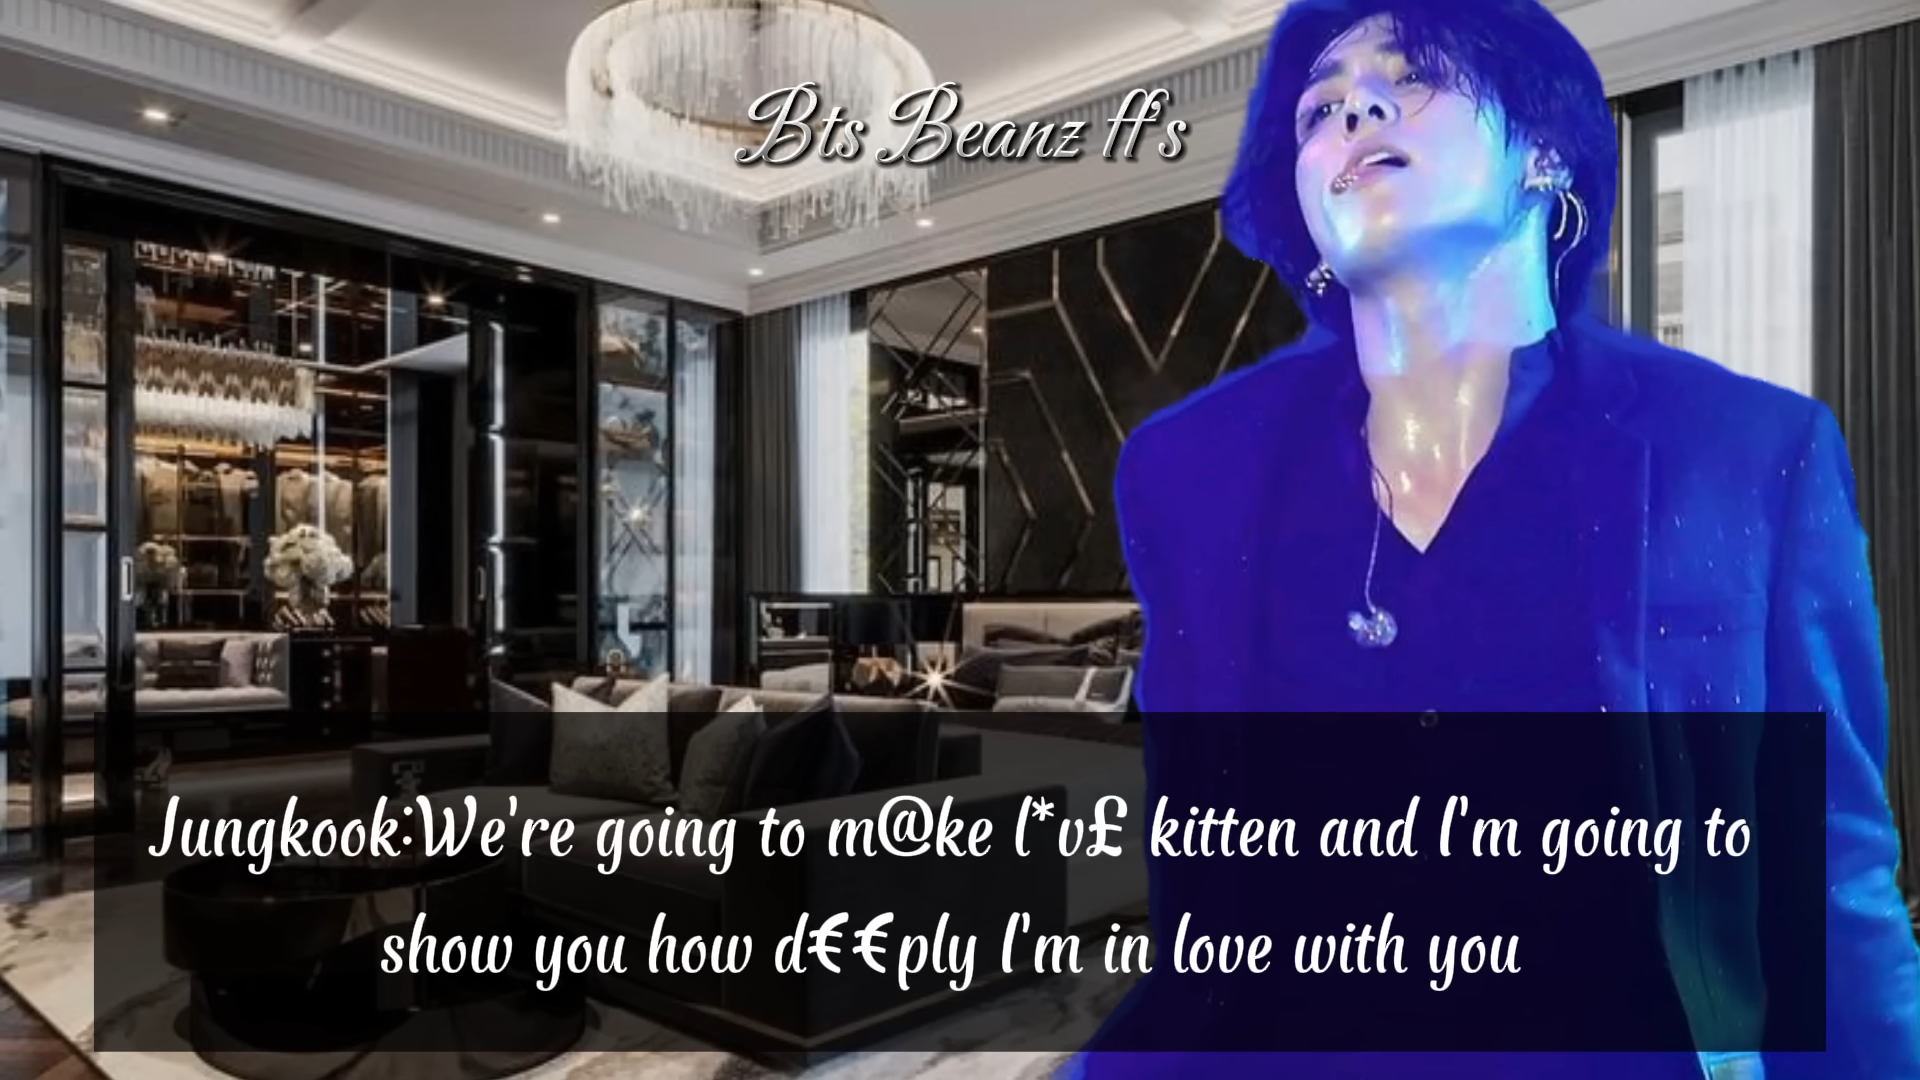 Bts Beanz ff's
Jungkook:We're going to m@ke l*v£ kitten and I'm going to
show you how d€€ply I'm in love with you